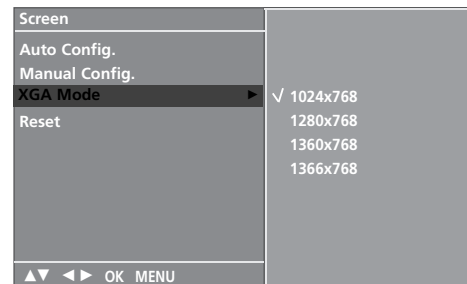 Screen
Auto Config.
Manual Config.
XGA Mode ►
Reset
√ 1024x768
1280x768
1360x768
1366x768
▲▼ ◄► OK MENU